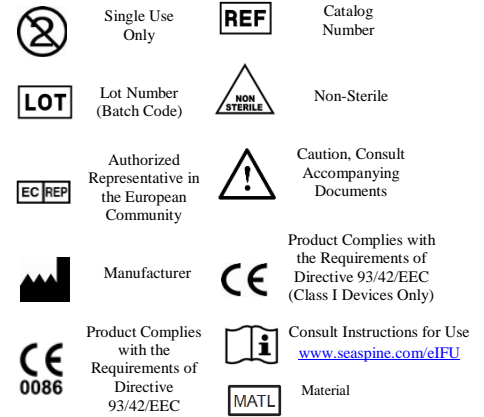 2
Single Use
Only
REF
Catalog
Number
LOT
Lot Number
(Batch Code)
NON
STERILE
Non-Sterile
EC REP
Authorized
Representative in
the European
Community
!
Caution, Consult
Accompanying
Documents
Manufacturer
CE
Product Complies with
the Requirements of
Directive 93/42/EEC
(Class I Devices Only)
CE
0086
Product Complies
with the
Requirements of
Directive
93/42/EEC
i
Consult Instructions for Use
www.seaspine.com/eIFU
MATL
Material